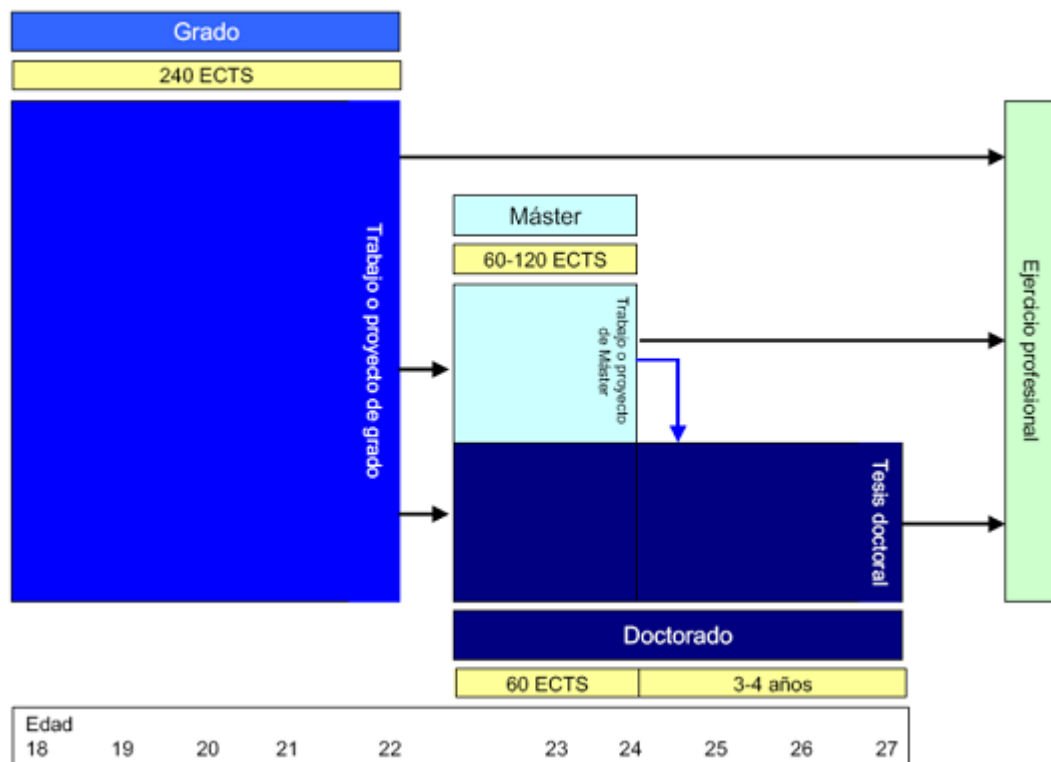 Grado
240 ECTS
Trabajo o proyecto de grado
Máster
60-120 ECTS
Trabajo o proyecto
de Máster
Ejercicio profesional
Tesis doctoral
Doctorado
60 ECTS
3-4 años
Edad
18 19 20 21 22 23 24 25 26 27